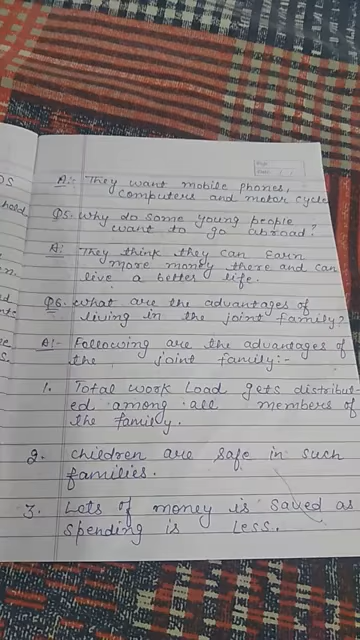 A:- They want mobile phones,
computers and motor cycle
Q5. Why do some young people
want to go abroad?
A:- They think they can Earn
more money there and can
live a better life.
Q6. what are the advantages of
living in the joint family?
A:- Following are the advantages of
the joint family:-
1. Total work Load gets distribut-
ed among all members of
the family.
2. children are safe in such
families.
3. Lots of money is saved as
spending is Less.